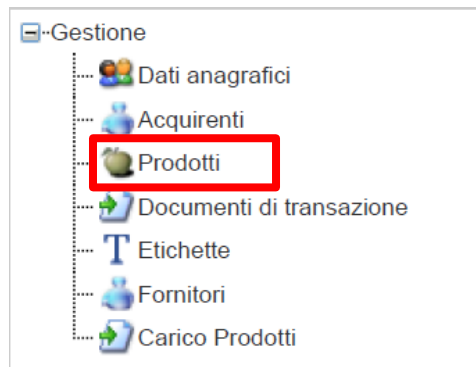 Gestione
Dati anagrafici
Acquirenti
Prodotti
Documenti di transazione
T Etichette
Fornitori
Carico Prodotti